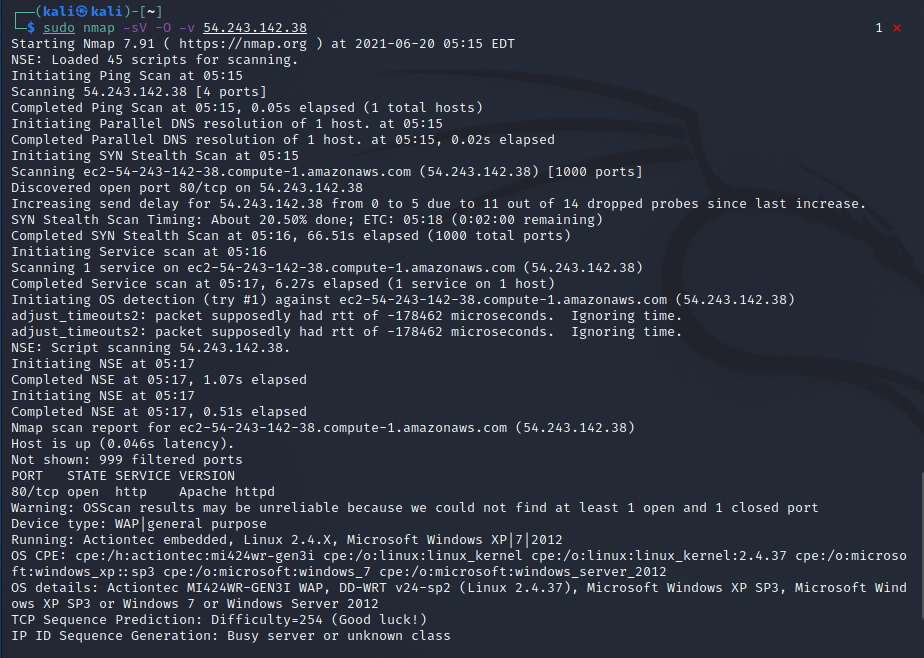 ┌──(kali㉿kali)-[~]
└─$ sudo nmap -sV -O -v 54.243.142.38 1 ⨯
Starting Nmap 7.91 ( https://nmap.org ) at 2021-06-20 05:15 EDT
NSE: Loaded 45 scripts for scanning.
Initiating Ping Scan at 05:15
Scanning 54.243.142.38 [4 ports]
Completed Ping Scan at 05:15, 0.05s elapsed (1 total hosts)
Initiating Parallel DNS resolution of 1 host. at 05:15
Completed Parallel DNS resolution of 1 host. at 05:15, 0.02s elapsed
Initiating SYN Stealth Scan at 05:15
Scanning ec2-54-243-142-38.compute-1.amazonaws.com (54.243.142.38) [1000 ports]
Discovered open port 80/tcp on 54.243.142.38
Increasing send delay for 54.243.142.38 from 0 to 5 due to 11 out of 14 dropped probes since last increase.
SYN Stealth Scan Timing: About 20.50% done; ETC: 05:18 (0:02:00 remaining)
Completed SYN Stealth Scan at 05:16, 66.51s elapsed (1000 total ports)
Initiating Service scan at 05:16
Scanning 1 service on ec2-54-243-142-38.compute-1.amazonaws.com (54.243.142.38)
Completed Service scan at 05:17, 6.27s elapsed (1 service on 1 host)
Initiating OS detection (try #1) against ec2-54-243-142-38.compute-1.amazonaws.com (54.243.142.38)
adjust_timeouts2: packet supposedly had rtt of -178462 microseconds.  Ignoring time.
adjust_timeouts2: packet supposedly had rtt of -178462 microseconds.  Ignoring time.
NSE: Script scanning 54.243.142.38.
Initiating NSE at 05:17
Completed NSE at 05:17, 1.07s elapsed
Initiating NSE at 05:17
Completed NSE at 05:17, 0.51s elapsed
Nmap scan report for ec2-54-243-142-38.compute-1.amazonaws.com (54.243.142.38)
Host is up (0.046s latency).
Not shown: 999 filtered ports
PORT   STATE SERVICE VERSION
80/tcp open  http    Apache httpd
Warning: OSScan results may be unreliable because we could not find at least 1 open and 1 closed port
Device type: WAP|general purpose
Running: Actiontec embedded, Linux 2.4.X, Microsoft Windows XP|7|2012
OS CPE: cpe:/h:actiontec:mi424wr-gen3i cpe:/o:linux:linux_kernel cpe:/o:linux:linux_kernel:2.4.37 cpe:/o:microso
ft:windows_xp::sp3 cpe:/o:microsoft:windows_7 cpe:/o:microsoft:windows_server_2012
OS details: Actiontec MI424WR-GEN3I WAP, DD-WRT v24-sp2 (Linux 2.4.37), Microsoft Windows XP SP3, Microsoft Wind
ows XP SP3 or Windows 7 or Windows Server 2012
TCP Sequence Prediction: Difficulty=254 (Good luck!)
IP ID Sequence Generation: Busy server or unknown class